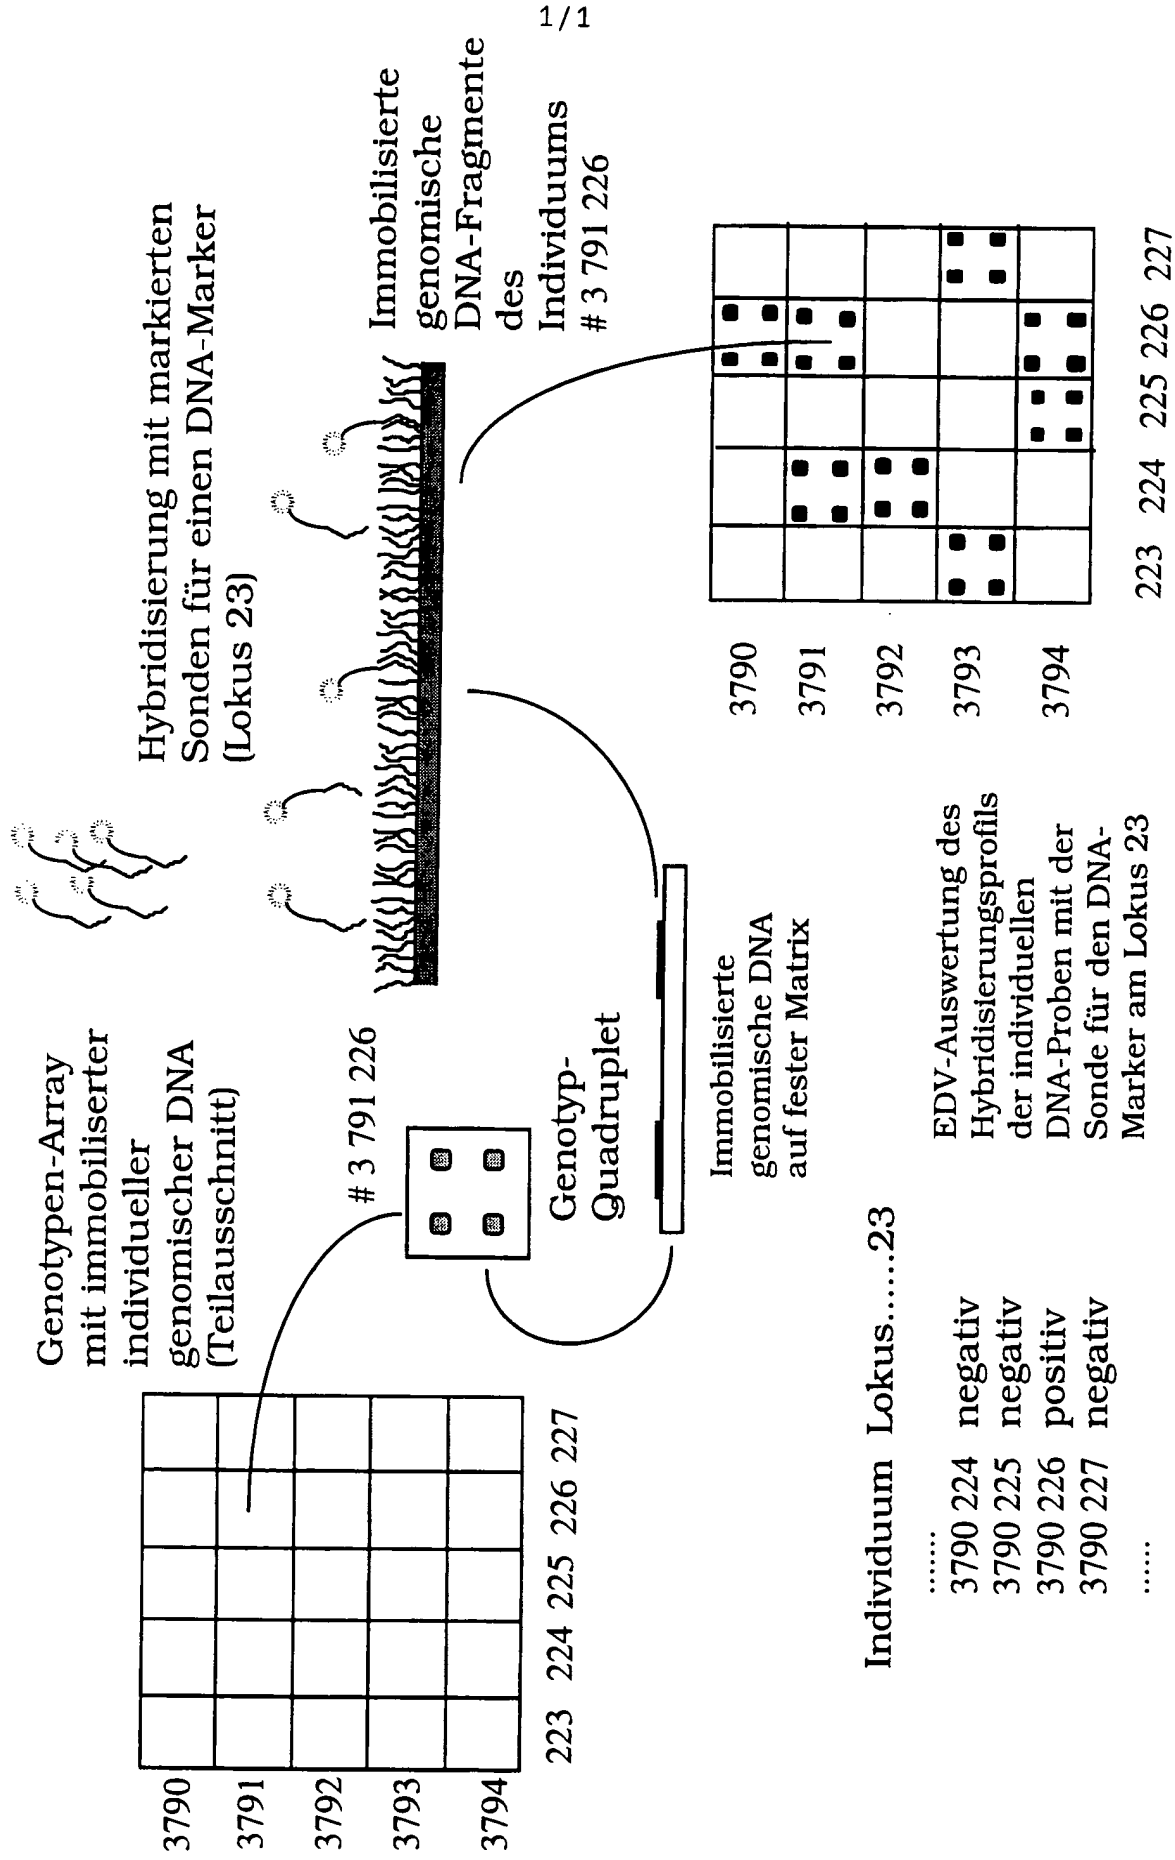 1/1
Genotypen-Array
mit immobiliserter
individueller
genomischer DNA
(Teilausschnitt)
3790
3791
3792
3793
3794
223 224 225 226 227
# 3 791 226
Genotyp-
Quadruplet
Hybridisierung mit markierten
Sonden für einen DNA-Marker
(Lokus 23)
Immobilisierte
genomische
DNA-Fragmente
des
Individuums
# 3 791 226
Immobilisierte
genomische DNA
auf fester Matrix
Individuum Lokus.......23
.......
3790 224 negativ
3790 225 negativ
3790 226 positiv
3790 227 negativ
.....
EDV-Auswertung des
Hybridisierungsprofils
der individuellen
DNA-Proben mit der
Sonde für den DNA-
Marker am Lokus 23
3790
3791
3792
3793
3794
223 224 225 226 227